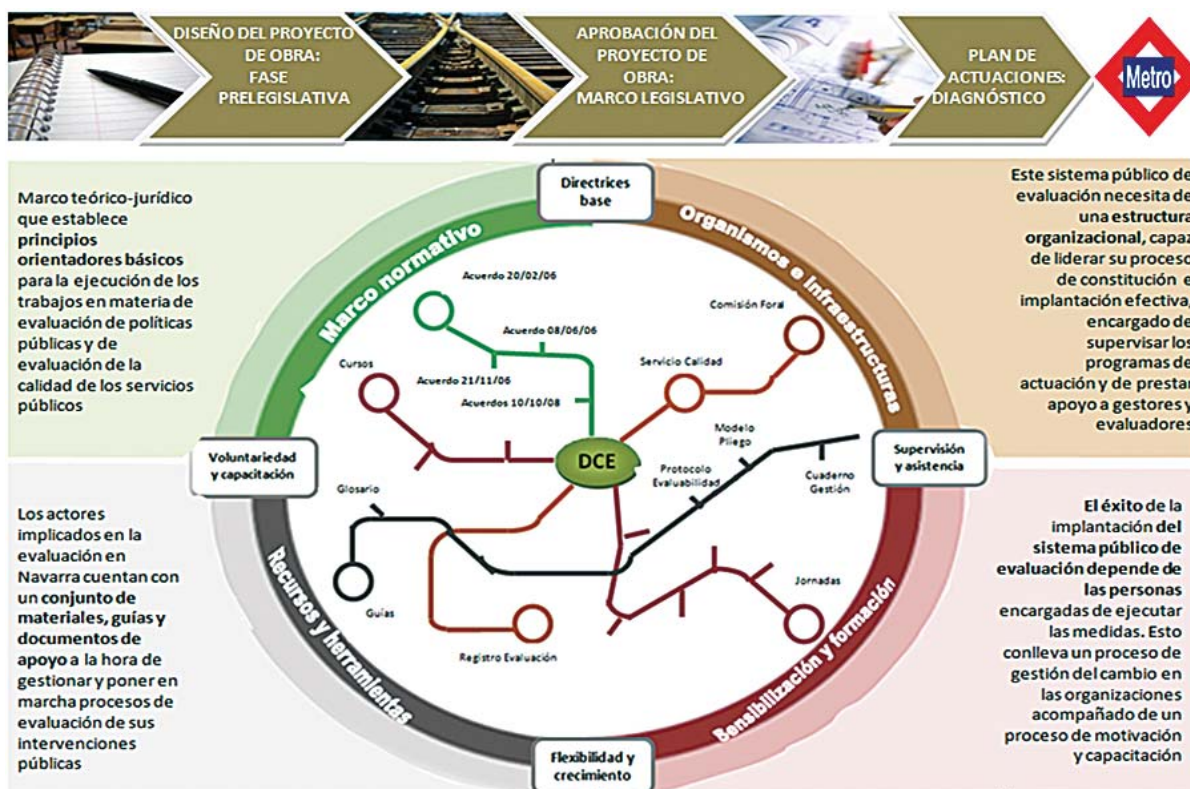 DISEÑO DEL PROYECTO
DE OBRA:
FASE
PRELEGISLATIVA
APROBACIÓN DEL
PROYECTO DE
OBRA:
MARCO LEGISLATIVO
PLAN DE
ACTUACIONES:
DIAGNÓSTICO
Metro
Marco teórico-jurídico
que establece
principios
orientadores básicos
para la ejecución de los
trabajos en materia de
evaluación de políticas
públicas y de
evaluación de la
calidad de los servicios
públicos
Directrices
base
Este sistema público de
evaluación necesita de
una estructura
organizacional, capaz
de liderar su proceso
de constitución e
implantación efectiva,
encargado de
supervisar los
programas de
actuación y de prestar
apoyo a gestores y
evaluadores
Marco normativo
Organismos e infraestructuras
Acuerdo 20/02/06
Acuerdo 08/06/06
Acuerdo 21/11/06
Acuerdos 10/10/08
Cursos
Comisión Foral
Servicio Calidad
Modelo
Pliego
Protocolo
Evaluabilidad
Cuaderno
Gestión
DCE
Glosario
Guías
Registro Evaluación
Jornadas
Voluntariedad
y capacitación
Supervisión
y asistencia
Los actores
implicados en la
evaluación en
Navarra cuentan con
un conjunto de
materiales, guías y
documentos de
apoyo a la hora de
gestionar y poner en
marcha procesos de
evaluación de sus
intervenciones
públicas
Recursos y herramientas
Sensibilización y formación
Flexibilidad y
crecimiento
El éxito de la
implantación del
sistema público de
evaluación depende de
las personas
encargadas de ejecutar
las medidas. Esto
conlleva un proceso de
gestión del cambio en
las organizaciones
acompañado de un
proceso de motivación
y capacitación